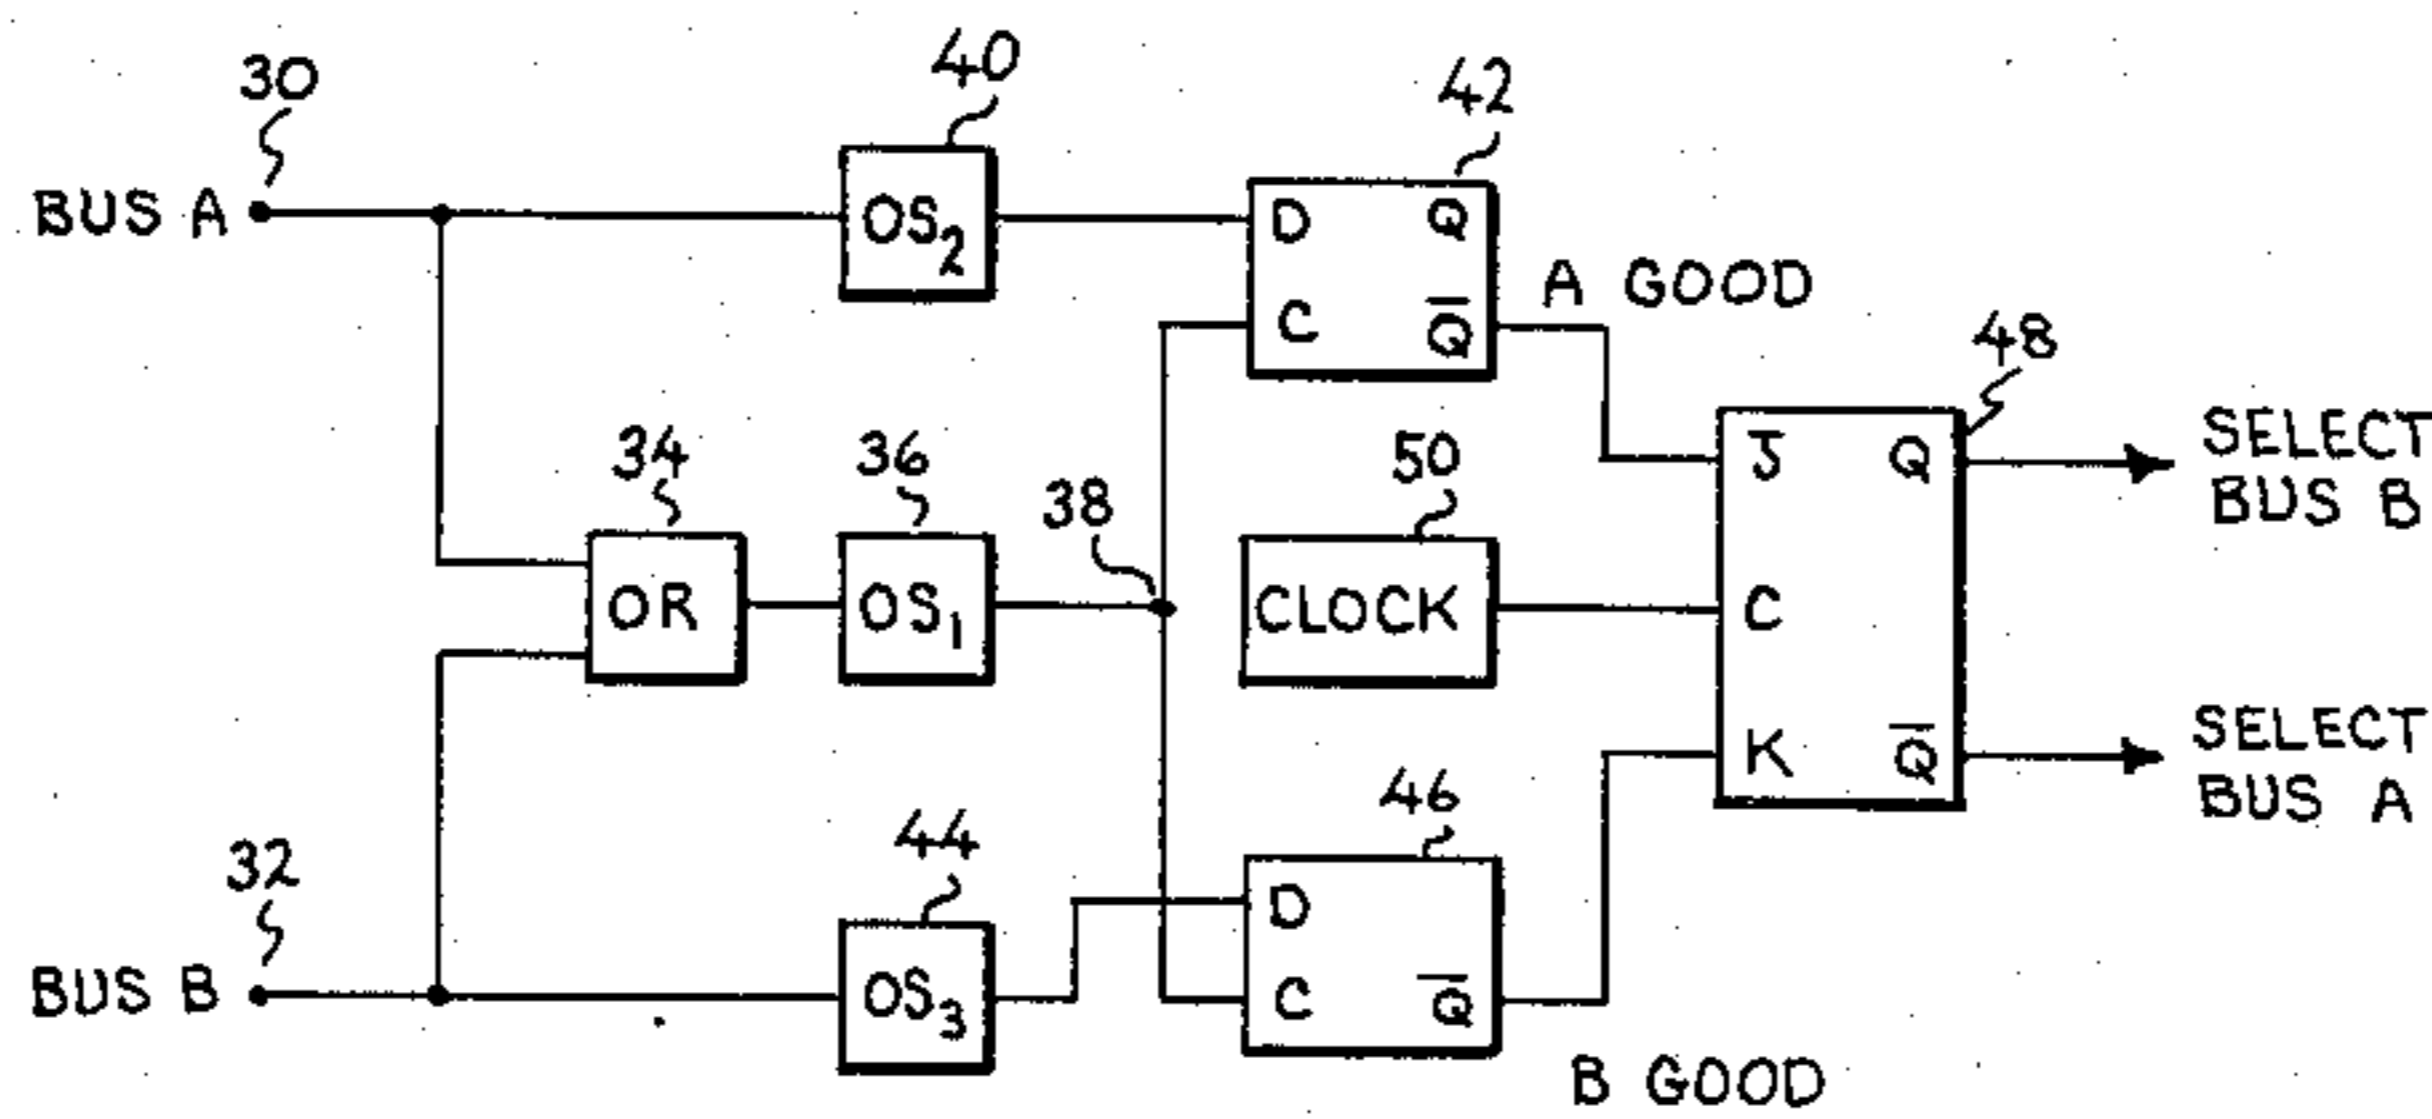 30
40
42
BUS A
OS2
D Q
A GOOD
C Q̅
48
34
36
38
50
J Q
SELECT
BUS B
OR
OS1
CLOCK
C
K Q̅
SELECT
BUS A
32
44
46
D
BUS B
OS3
C Q̅
B GOOD